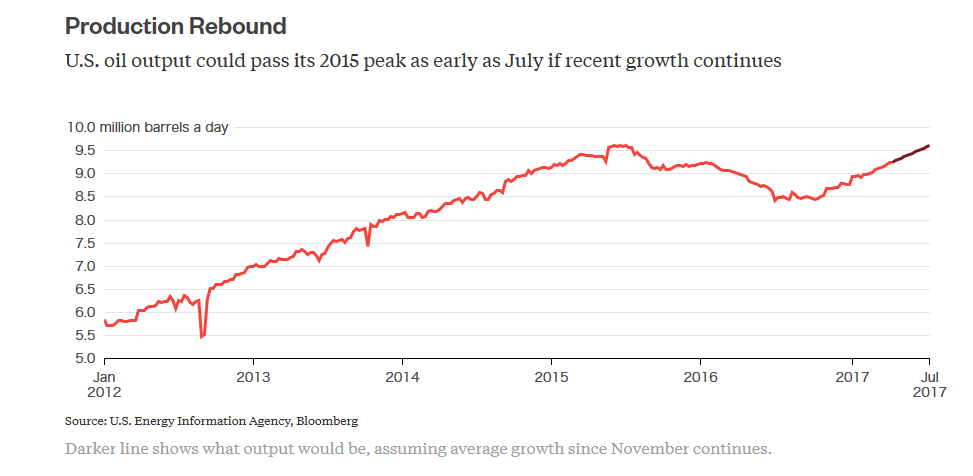 Production Rebound
U.S. oil output could pass its 2015 peak as early as July if recent growth continues
10.0 million barrels a day
9.5
9.0
8.5
8.0
7.5
7.0
6.5
6.0
5.5
5.0
Jan 2013 2014 2015 2016 2017 Jul
2012 2017
Source: U.S. Energy Information Agency, Bloomberg
Darker line shows what output would be, assuming average growth since November continues.